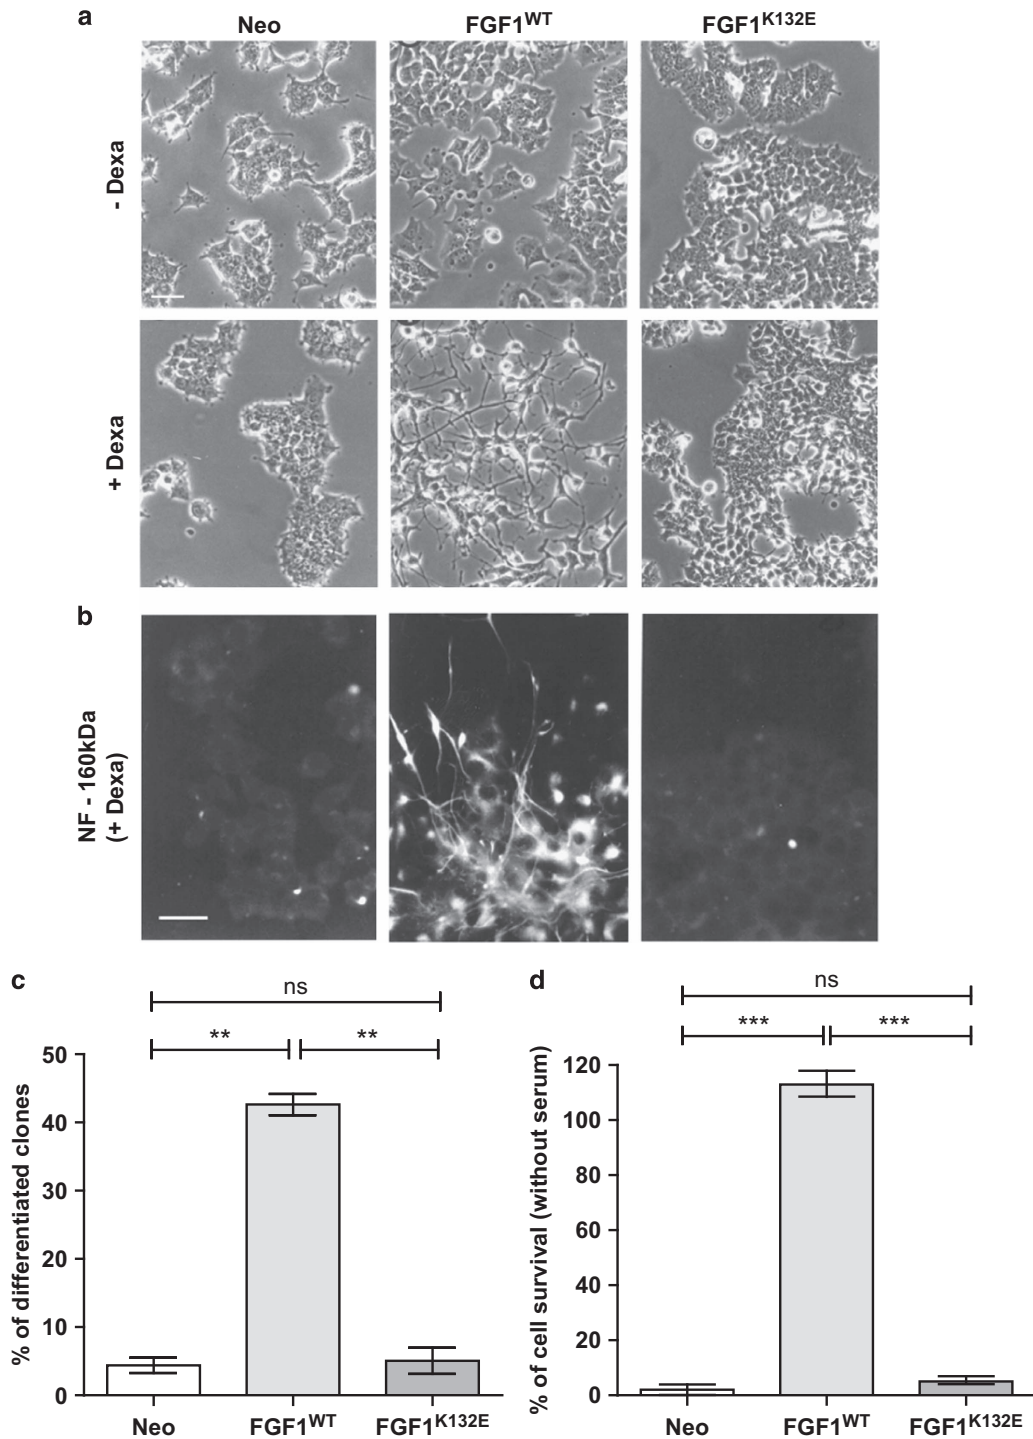 a
Neo FGF1WT FGF1K132E
- Dexa
+ Dexa
b
NF - 160kDa
(+ Dexa)
c
ns
** **
% of differentiated clones
50
40
30
20
10
0
Neo FGF1WT FGF1K132E
d
ns
*** ***
% of cell survival (without serum)
120
100
80
60
40
20
0
Neo FGF1WT FGF1K132E